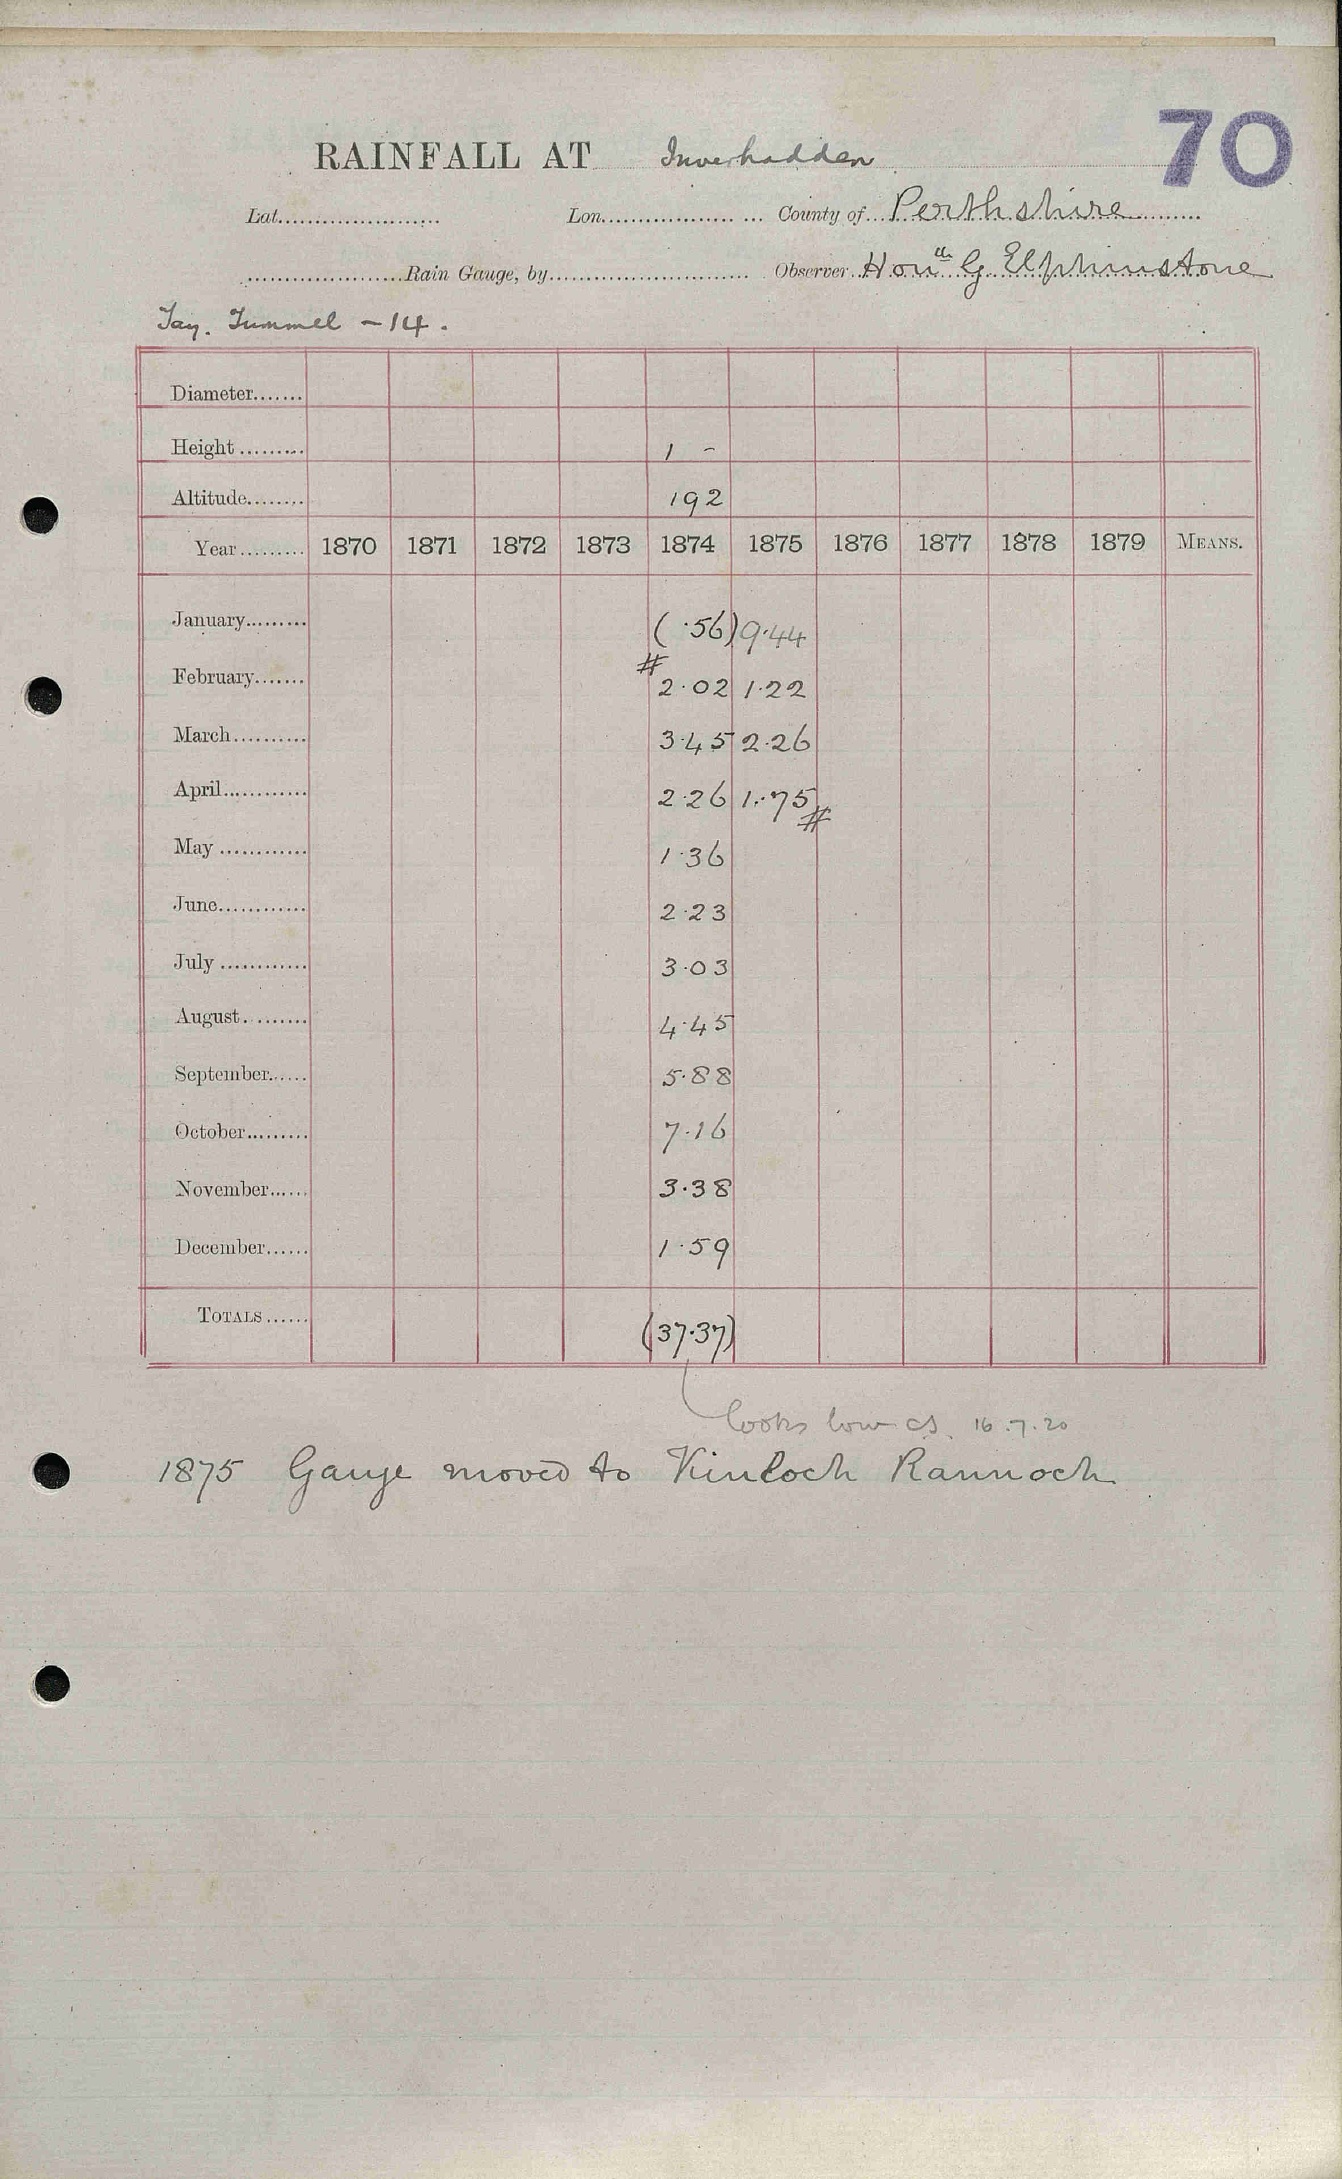 70
RAINFALL AT Inverhadden
Lat. Lon. County of Perthshire
Rain Gauge, by Observer Honble G Elphinstone
Tay. Tummel - 14.
Diameter
Height 1 -
Altitude 192
Year 1870 1871 1872 1873 1874 1875 1876 1877 1878 1879 MEANS.
January (.56) 9.44
February # 2.02 1.22
March 3.45 2.26
April 2.26 1.75 #
May 1.36
June 2.23
July 3.03
August 4.45
September 5.88
October 7.16
November 3.38
December 1.59
TOTALS (37.37)
looks low CS. 16.7.20
1875 Gauge moved to Kinloch Rannoch